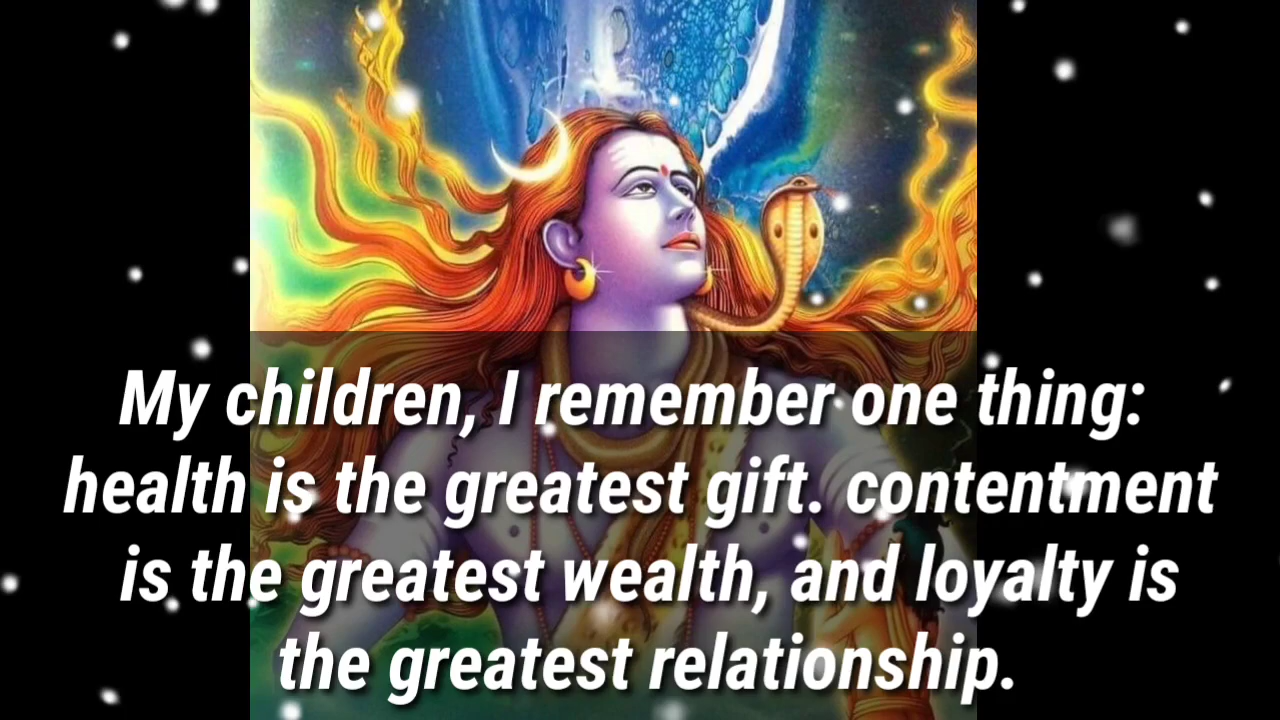 My children, I remember one thing:
health is the greatest gift. contentment
is the greatest wealth, and loyalty is
the greatest relationship.